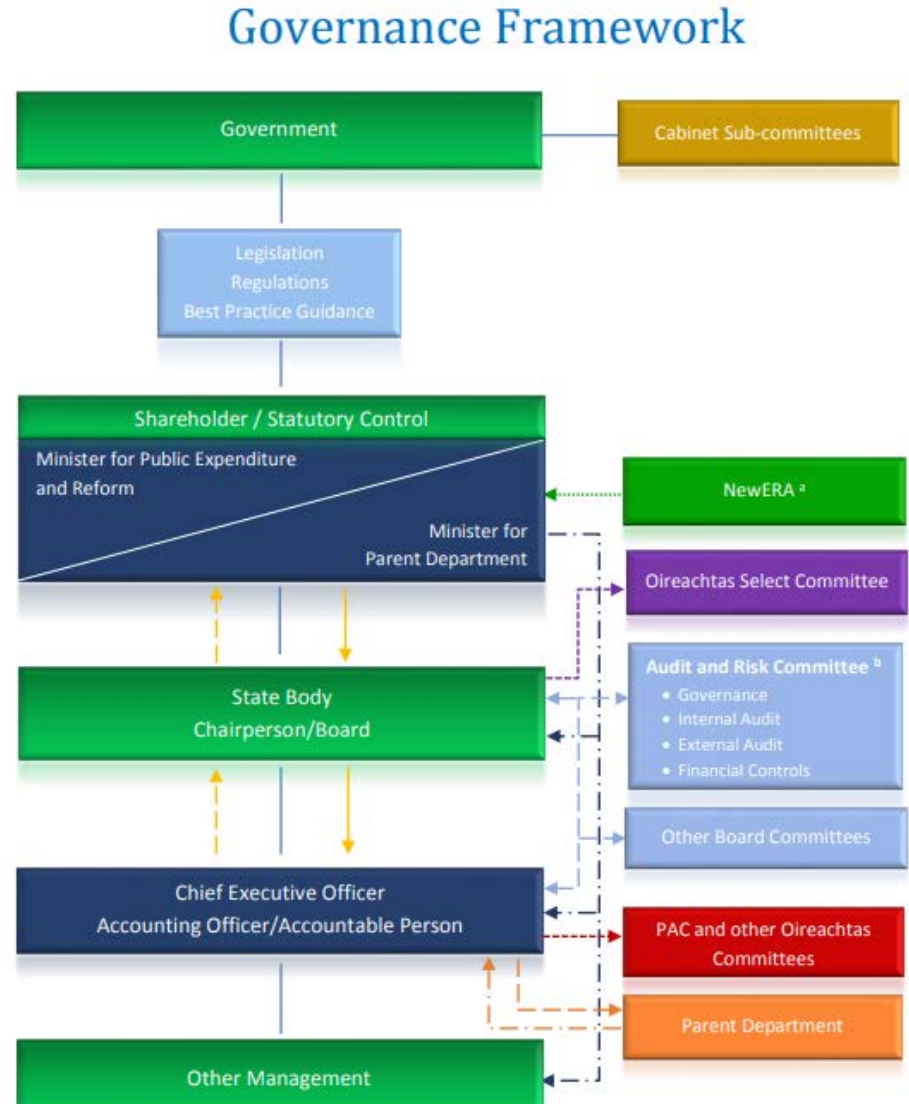 Governance Framework
Government
Cabinet Sub-committees
Legislation
Regulations
Best Practice Guidance
Shareholder / Statutory Control
Minister for Public Expenditure
and Reform
Minister for
Parent Department
NewERA ª
Oireachtas Select Committee
State Body
Chairperson/Board
Audit and Risk Committee ᵇ
• Governance
• Internal Audit
• External Audit
• Financial Controls
Other Board Committees
Chief Executive Officer
Accounting Officer/Accountable Person
PAC and other Oireachtas
Committees
Parent Department
Other Management